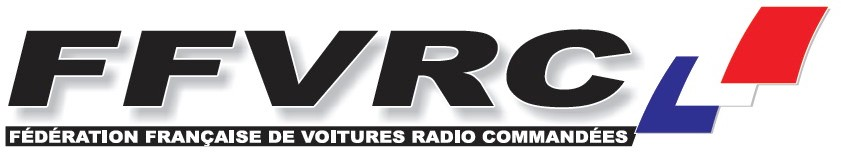 FFVRC
FÉDÉRATION FRANÇAISE DE VOITURES RADIO COMMANDÉES